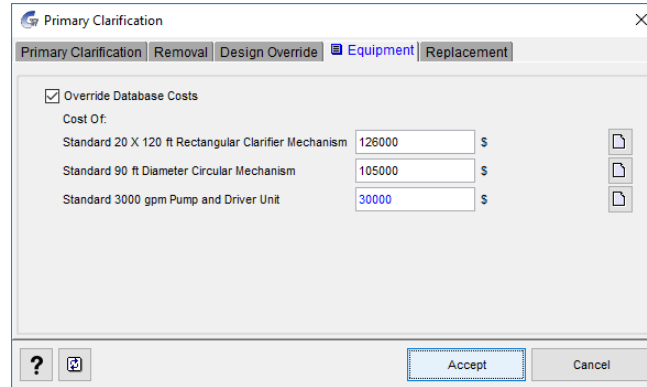 Primary Clarification
Primary Clarification Removal Design Override Equipment Replacement
Override Database Costs
Cost Of:
Standard 20 X 120 ft Rectangular Clarifier Mechanism 126000 $
Standard 90 ft Diameter Circular Mechanism 105000 $
Standard 3000 gpm Pump and Driver Unit 30000 $
? Accept Cancel